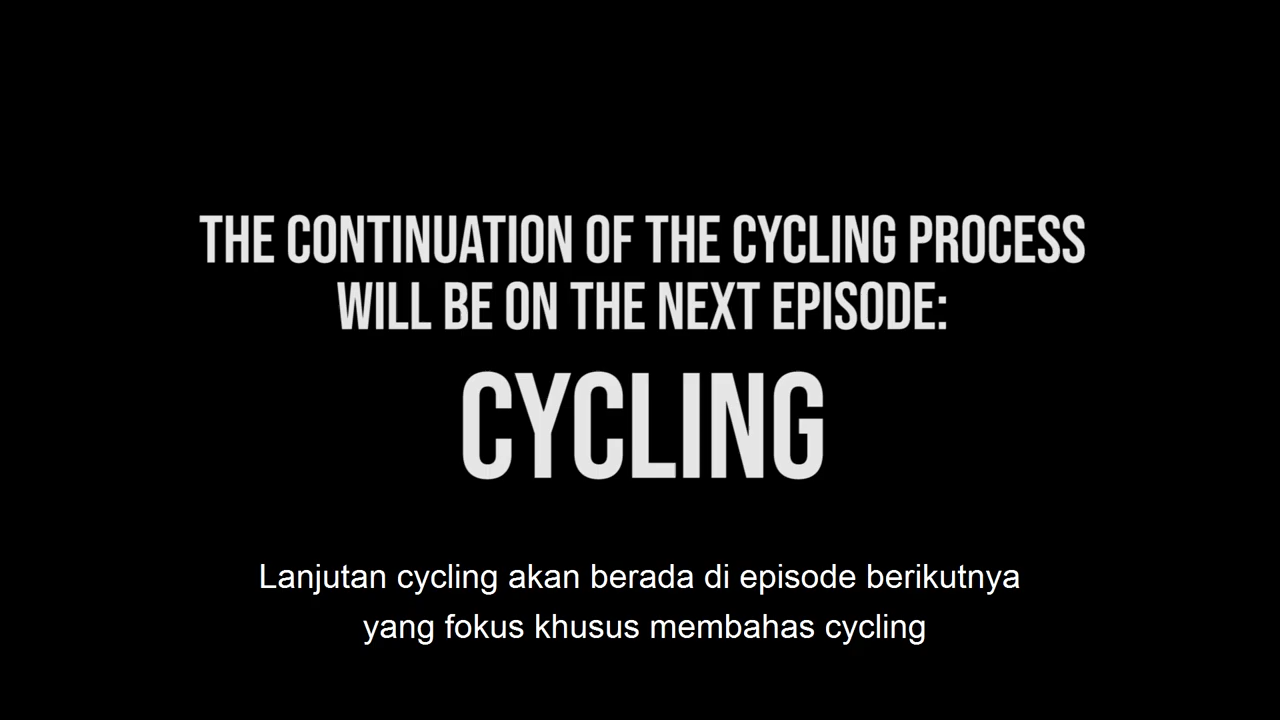 THE CONTINUATION OF THE CYCLING PROCESS
WILL BE ON THE NEXT EPISODE:
CYCLING
Lanjutan cycling akan berada di episode berikutnya
yang fokus khusus membahas cycling